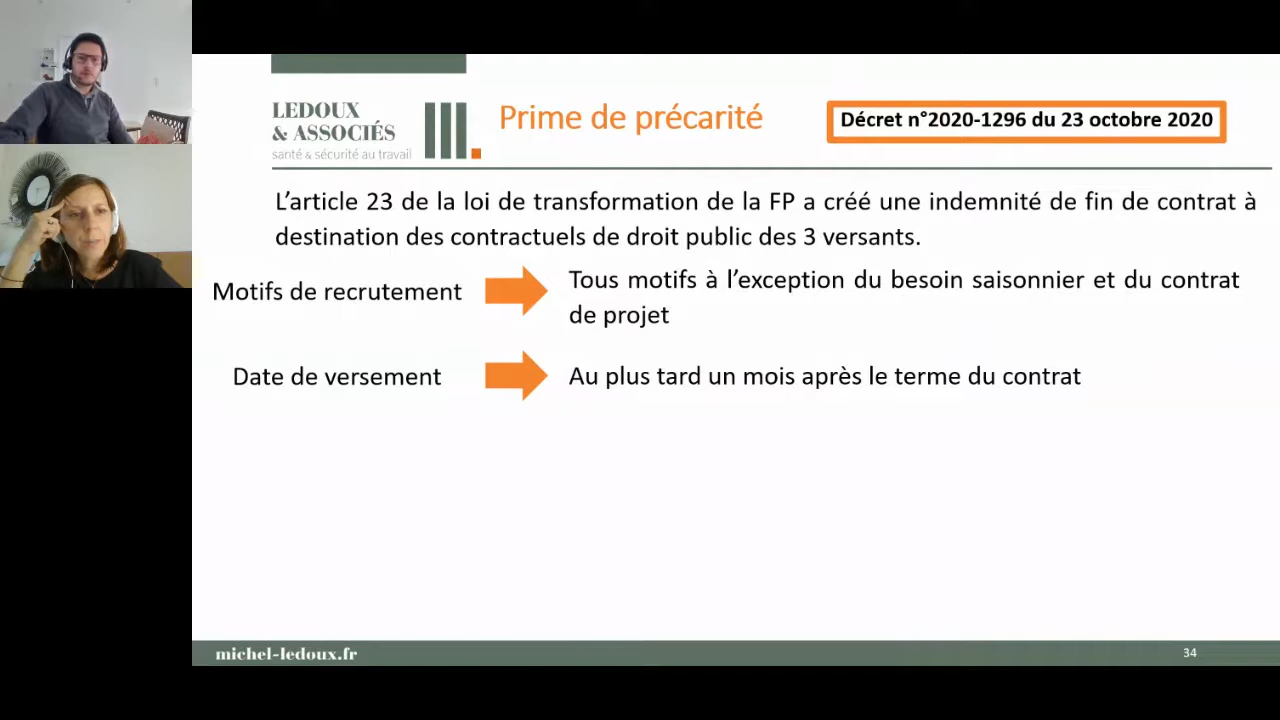 LEDOUX
& ASSOCIÉS
santé & sécurité au travail
Prime de précarité
Décret n°2020-1296 du 23 octobre 2020
L'article 23 de la loi de transformation de la FP a créé une indemnité de fin de contrat à
destination des contractuels de droit public des 3 versants.
Motifs de recrutement
Tous motifs à l'exception du besoin saisonnier et du contrat
de projet
Date de versement
Au plus tard un mois après le terme du contrat
michel-ledoux.fr
34